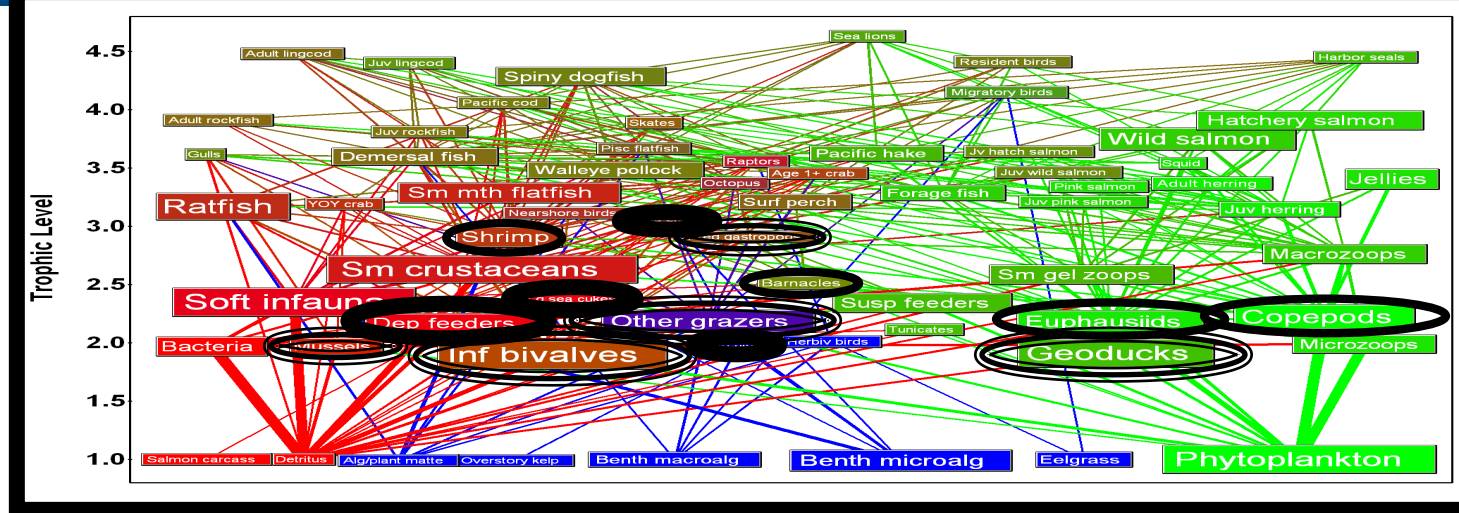 Trophic Level
4.5
4.0
3.5
3.0
2.5
2.0
1.5
1.0
Sea lions
Adult lingcod
Juv lingcod
Harbor seals
Resident birds
Spiny dogfish
Migratory birds
Pacific cod
Adult rockfish
Skates
Hatchery salmon
Juv rockfish
Wild salmon
Gulls
Demersal fish
Pisc flatfish
Pacific hake
Jv hatch salmon
Raptors
Squid
Walleye pollock
Age 1+ crab
Juv wild salmon
Octopus
Pink salmon
Adult herring
Jellies
Sm mth flatfish
Forage fish
Ratfish
YOY crab
Surf perch
Juv pink salmon
Nearshore birds
Juv herring
Shrimp
gastropo
Macrozoops
Sm crustaceans
Sm gel zoops
Barnacles
Soft infauna
sea cuke
Susp feeders
Dep feeders
Other grazers
Euphausiids
Copepods
Tunicates
Bacteria
Mussels
Herbiv birds
Microzoops
Inf bivalves
Geoducks
Salmon carcass
Detritus
Alg/plant matte
Overstory kelp
Benth macroalg
Benth microalg
Eelgrass
Phytoplankton